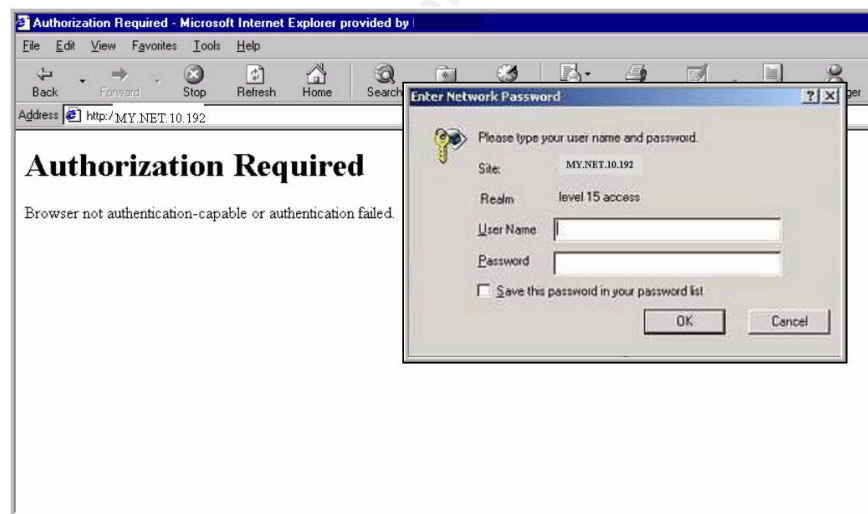 Authorization Required - Microsoft Internet Explorer provided by
File Edit View Favorites Tools Help
Back Forward Stop Refresh Home Search
Address http:/MY.NET.10.192
Authorization Required
Browser not authentication-capable or authentication failed.
Enter Network Password
Please type your user name and password.
Site: MY.NET.10.192
Realm level 15 access
User Name
Password
Save this password in your password list
OK Cancel